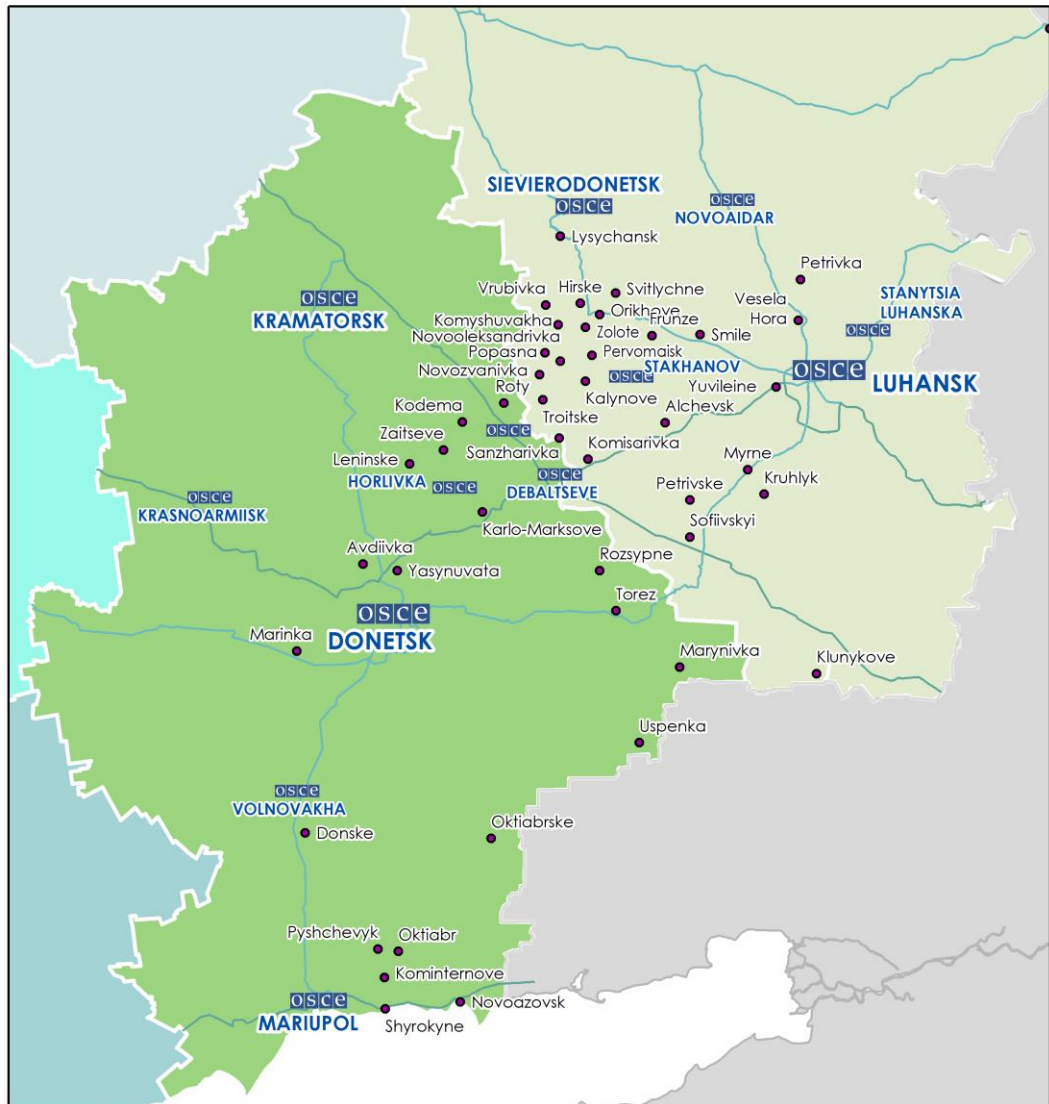 SIEVIERODONETSK
osce
osce
NOVOAIDAR
Lysychansk
Petrivka
osce
KRAMATORSK
Vrubivka
Hirske
Svitlychne
Orikhove
Vesela
Hora
STANYTSIA
LUHANSKA
osce
Komyshuvakha
Zolote
Frunze
Smile
Novooleksandrivka
Popasna
Pervomaisk
STAKHANOV
osce
osce
LUHANSK
Novozvanivka
Yuvileine
Roty
Kalynove
Kodema
Troitske
Alchevsk
osce
Zaitseve
Sanzharivka
Komisarivka
Leninske
HORLIVKA
osce
osce
DEBALTSEVE
Myrne
Kruhlyk
Petrivske
osce
KRASNOARMIISK
Karlo-Marksove
Sofiivskyi
Avdiivka
Yasynuvata
Rozsypne
Torez
osce
DONETSK
Marinka
Marynivka
Klunykove
Uspenka
osce
VOLNOVAKHA
Donske
Oktiabrske
Pyshchevyk
Oktiabr
Kominternove
osce
MARIUPOL
Novoazovsk
Shyrokyne